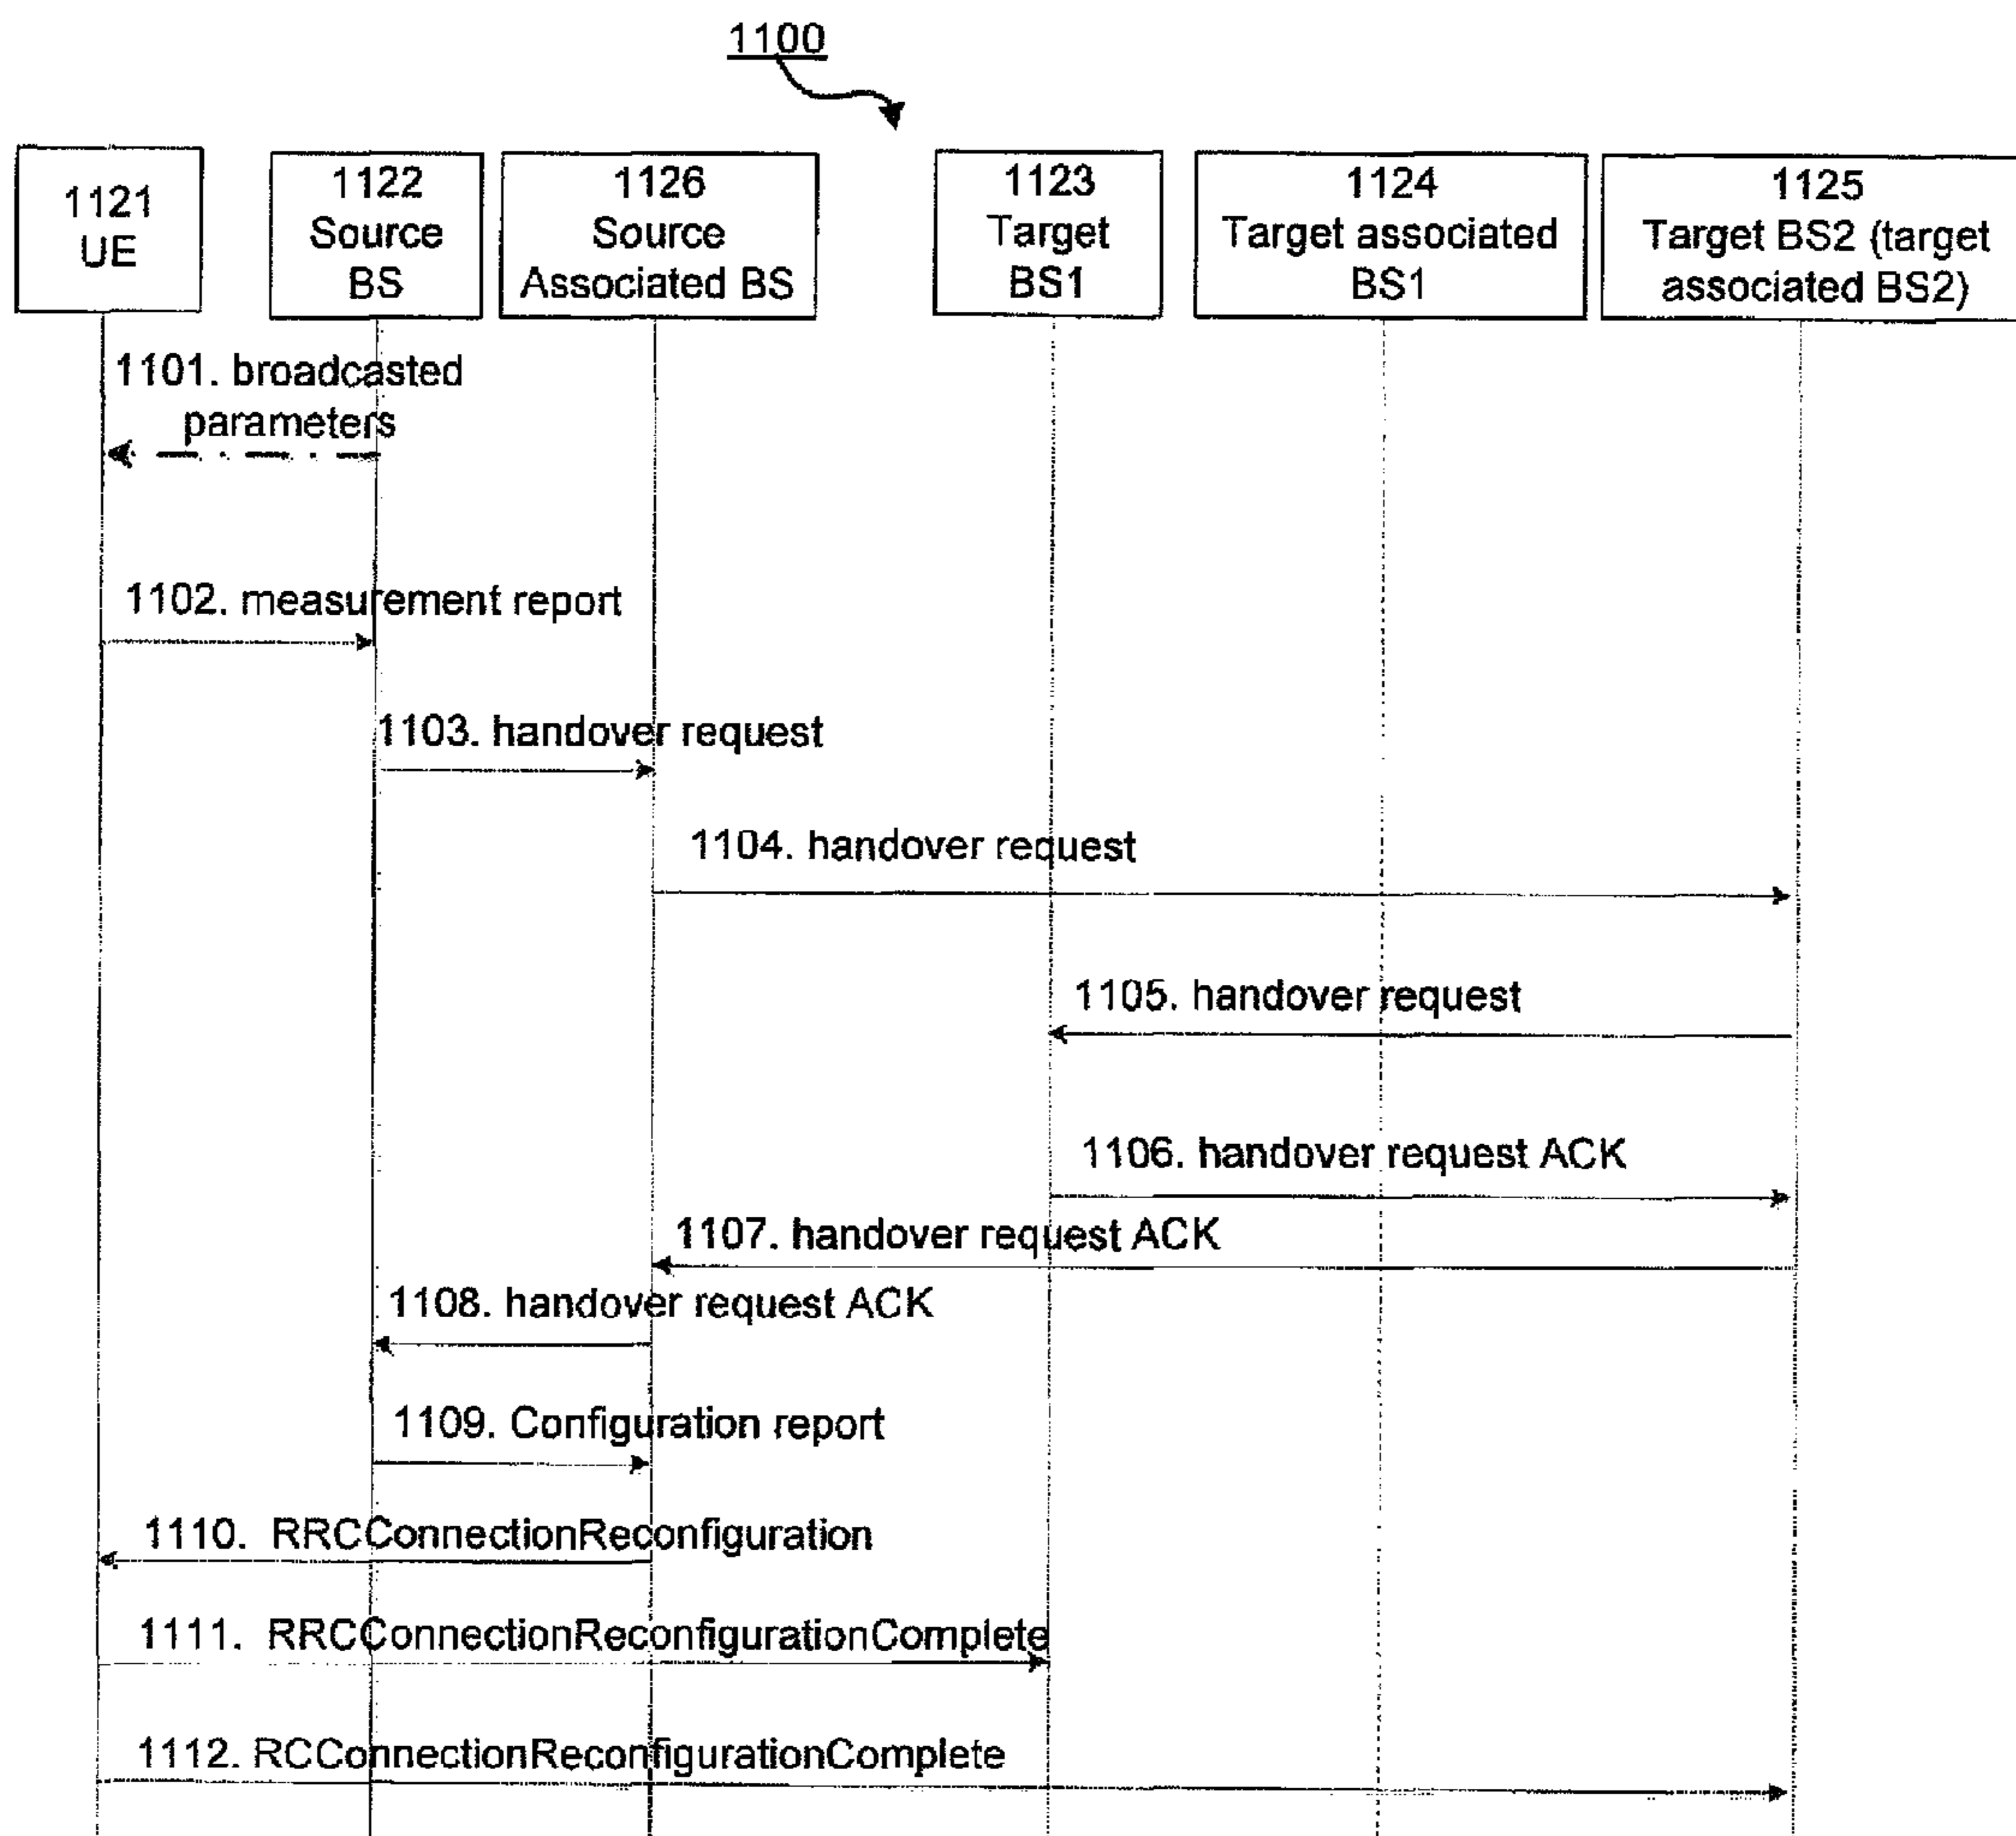 1100
1121
UE
1122
Source
BS
1126
Source
Associated BS
1123
Target
BS1
1124
Target associated
BS1
1125
Target BS2 (target
associated BS2)
1101. broadcasted
parameters
1102. measurement report
1103. handover request
1104. handover request
1105. handover request
1106. handover request ACK
1107. handover request ACK
1108. handover request ACK
1109. Configuration report
1110. RRCConnectionReconfiguration
1111. RRCConnectionReconfigurationComplete
1112. RCConnectionReconfigurationComplete